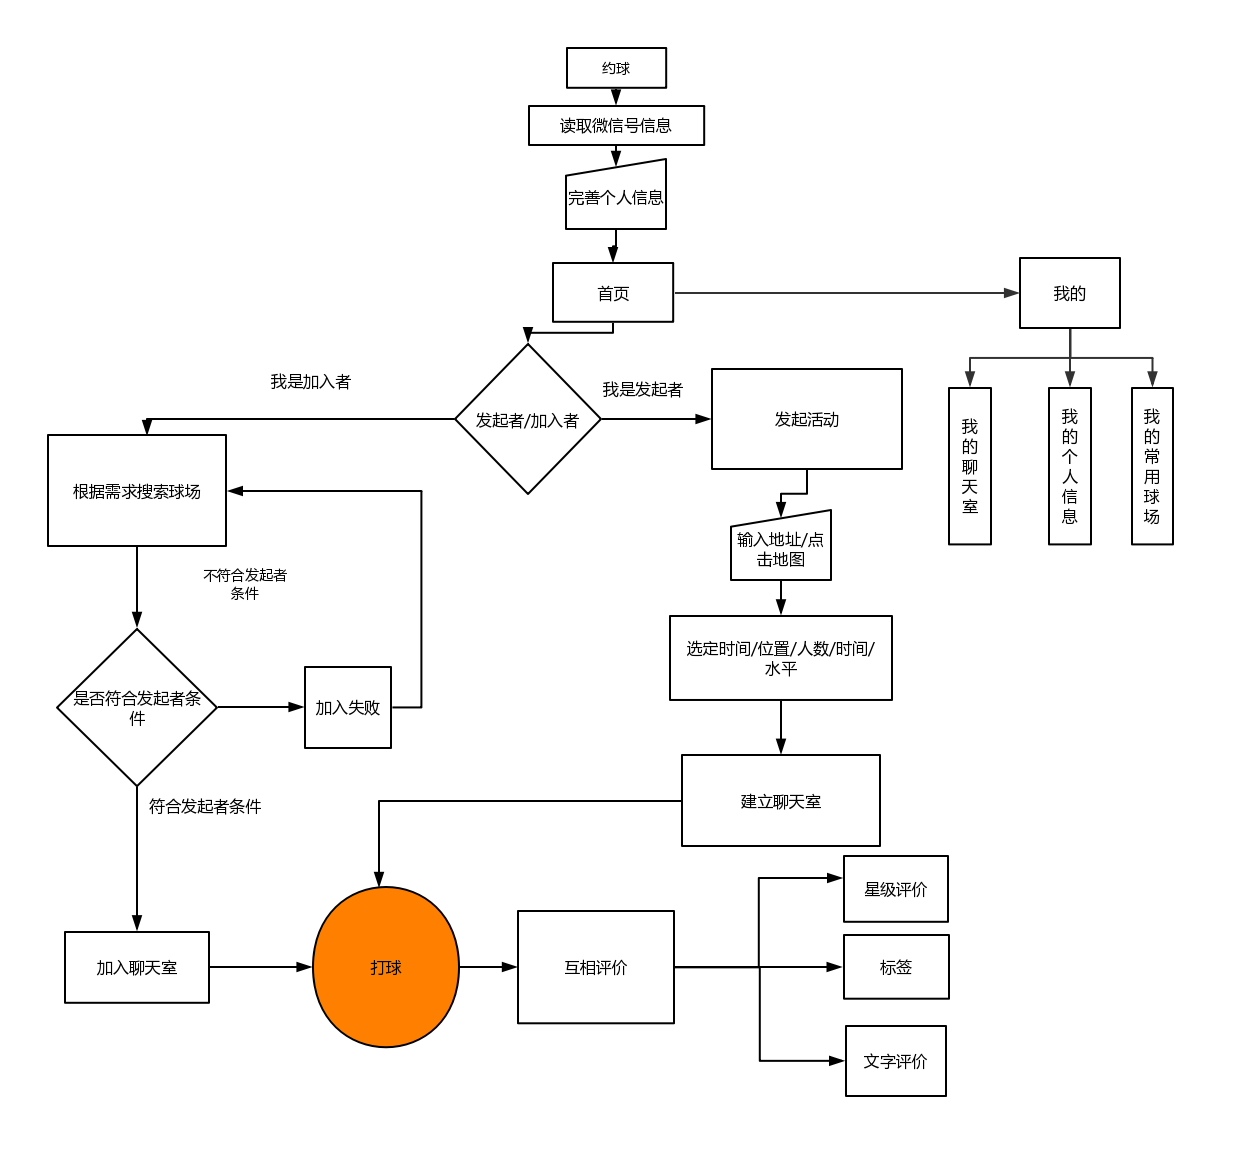 约球
读取微信号信息
完善个人信息
首页
我的
我是加入者
我是发起者
发起者/加入者
发起活动
我的聊天室
我的个人信息
我的常用球场
根据需求搜索球场
输入地址/点
击地图
不符合发起者
条件
选定时间/位置/人数/时间/
水平
是否符合发起者条
件
加入失败
符合发起者条件
建立聊天室
星级评价
加入聊天室
打球
互相评价
标签
文字评价